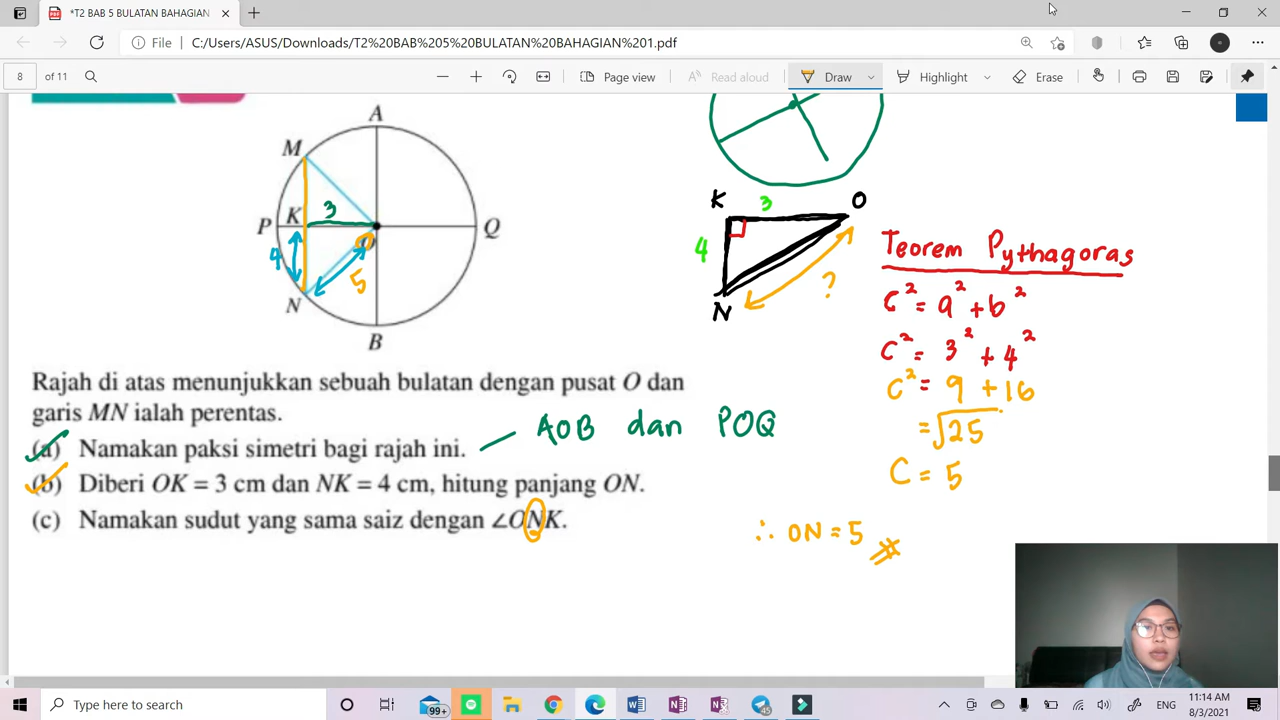 *T2 BAB 5 BULATAN BAHAGIAN
File C:/Users/ASUS/Downloads/T2%20BAB%205%20BULATAN%20BAHAGIAN%201.pdf
8 of 11 Page view Read aloud Draw Highlight Erase
A
M
P K 3 O Q
4 5
N
B
K 3 O
4
N ?
Teorem Pythagoras
c² = a² + b²
c² = 3² + 4²
c² = 9 + 16
= √25
C = 5
∴ ON = 5
Rajah di atas menunjukkan sebuah bulatan dengan pusat O dan
garis MN ialah perentas.
(a) Namakan paksi simetri bagi rajah ini. AOB dan POQ
(b) Diberi OK = 3 cm dan NK = 4 cm, hitung panjang ON.
(c) Namakan sudut yang sama saiz dengan ∠ONK.
Type here to search
99+
ENG
11:14 AM
8/3/2021